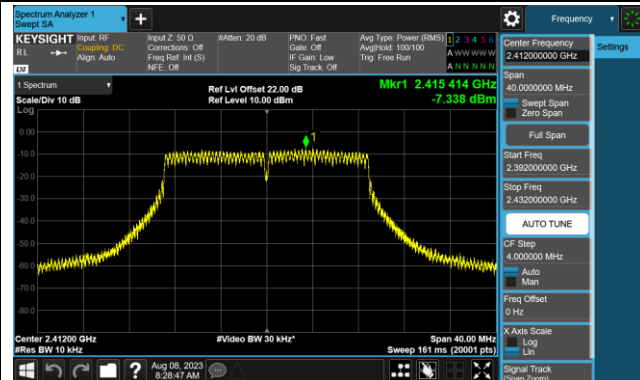 Spectrum Analyzer 1
Swept SA
Frequency
KEYSIGHT
RL
Input: RF
Coupling: DC
Align: Auto
Input Z: 50 Ω
Corrections: Off
Freq Ref: Int (S)
NFE: Off
#Atten: 20 dB
PNO: Fast
Gate: Off
IF Gain: Low
Sig Track: Off
Avg Type: Power (RMS)
Avg|Hold: 100/100
Trig: Free Run
1 2 3 4 5 6
A W W W W W
A N N N N N
LXI
1 Spectrum
Scale/Div 10 dB
Ref Lvl Offset 22.00 dB
Ref Level 10.00 dBm
Mkr1 2.415 414 GHz
-7.338 dBm
Log
0.00
-10.0
-20.0
-30.0
-40.0
-50.0
-60.0
-70.0
-80.0
1
Center 2.41200 GHz
#Res BW 10 kHz
#Video BW 30 kHz*
Span 40.00 MHz
Sweep 161 ms (20001 pts)
Aug 08, 2023
8:28:47 AM
Center Frequency
2.412000000 GHz
Span
40.0000000 MHz
Swept Span
Zero Span
Full Span
Start Freq
2.392000000 GHz
Stop Freq
2.432000000 GHz
AUTO TUNE
CF Step
4.000000 MHz
Auto
Man
Freq Offset
0 Hz
X Axis Scale
Log
Lin
Signal Track
(Span Zoom)
Settings